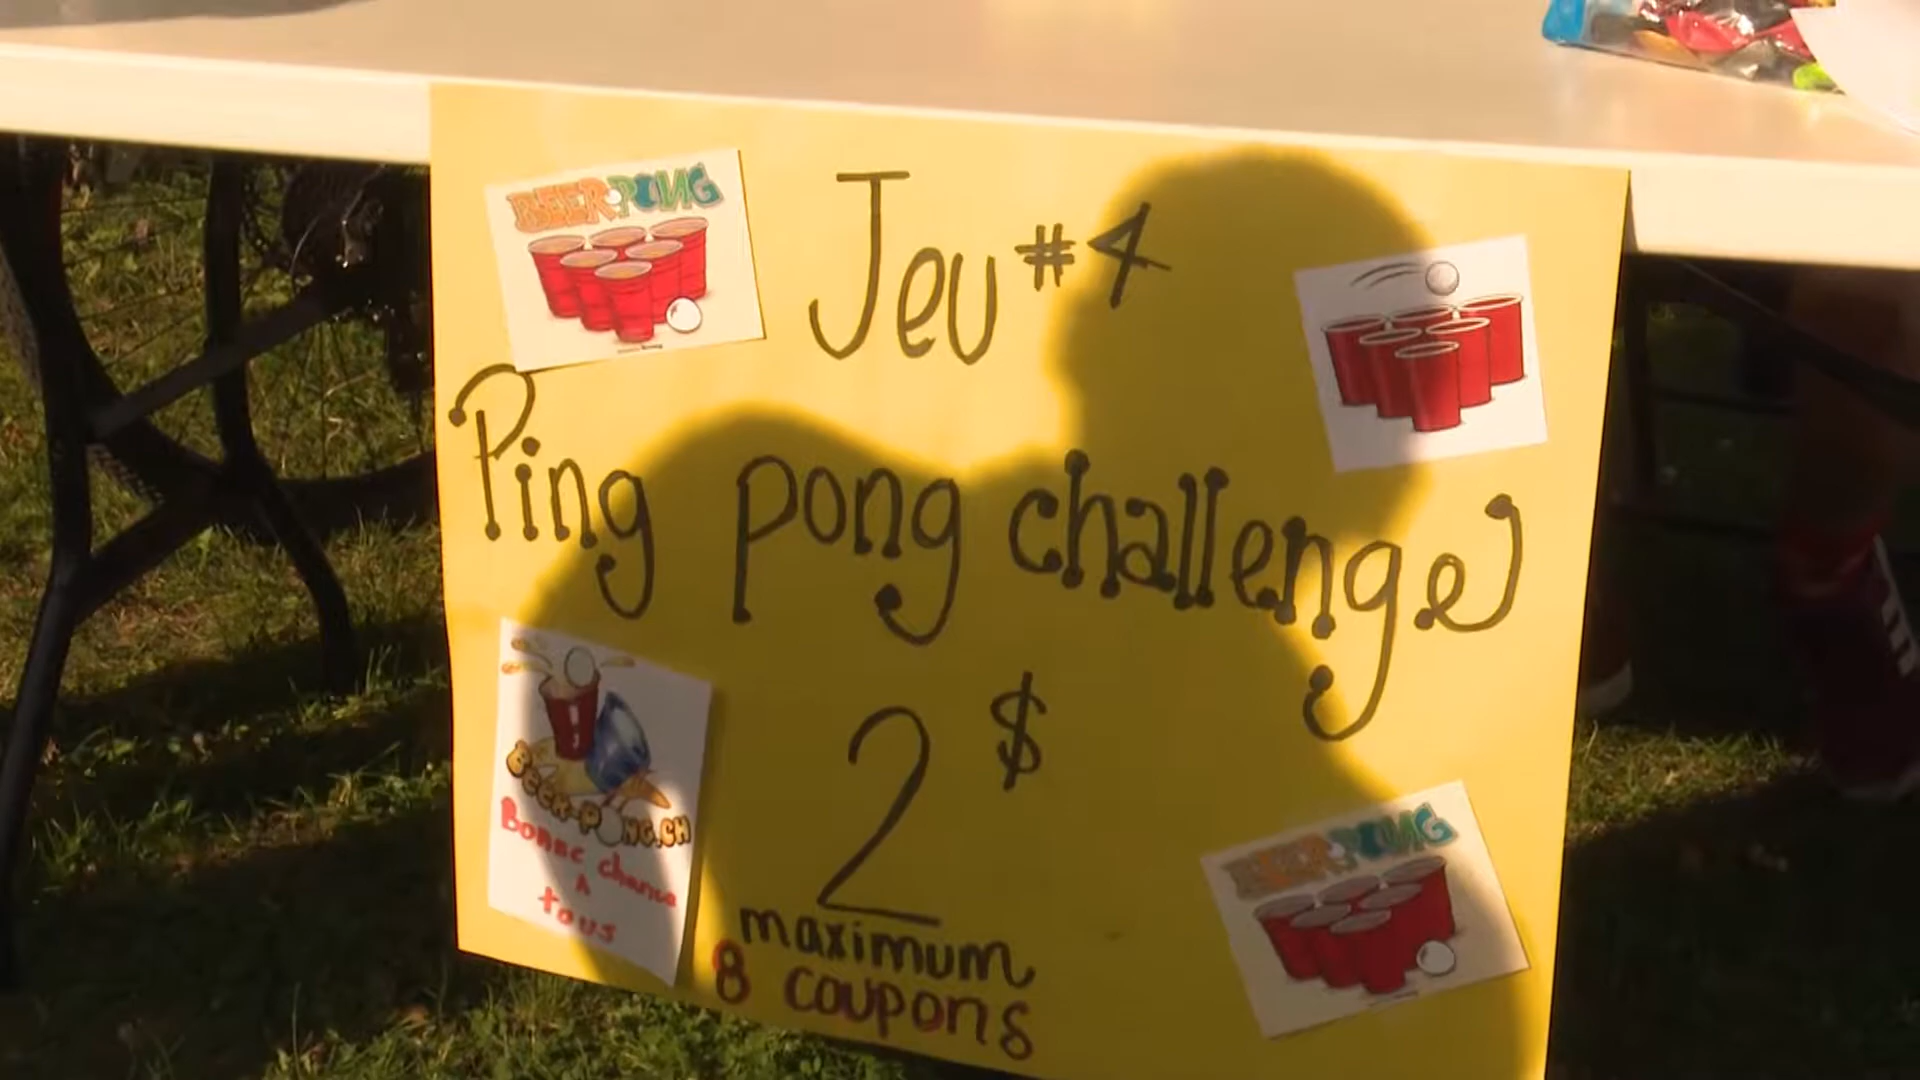 BEER-PONG
Jeu #4
Ping pong challenge
2 $
maximum
8 coupons
BEER-PONG.CH
Bonne chance
A
tous
BEER-PONG